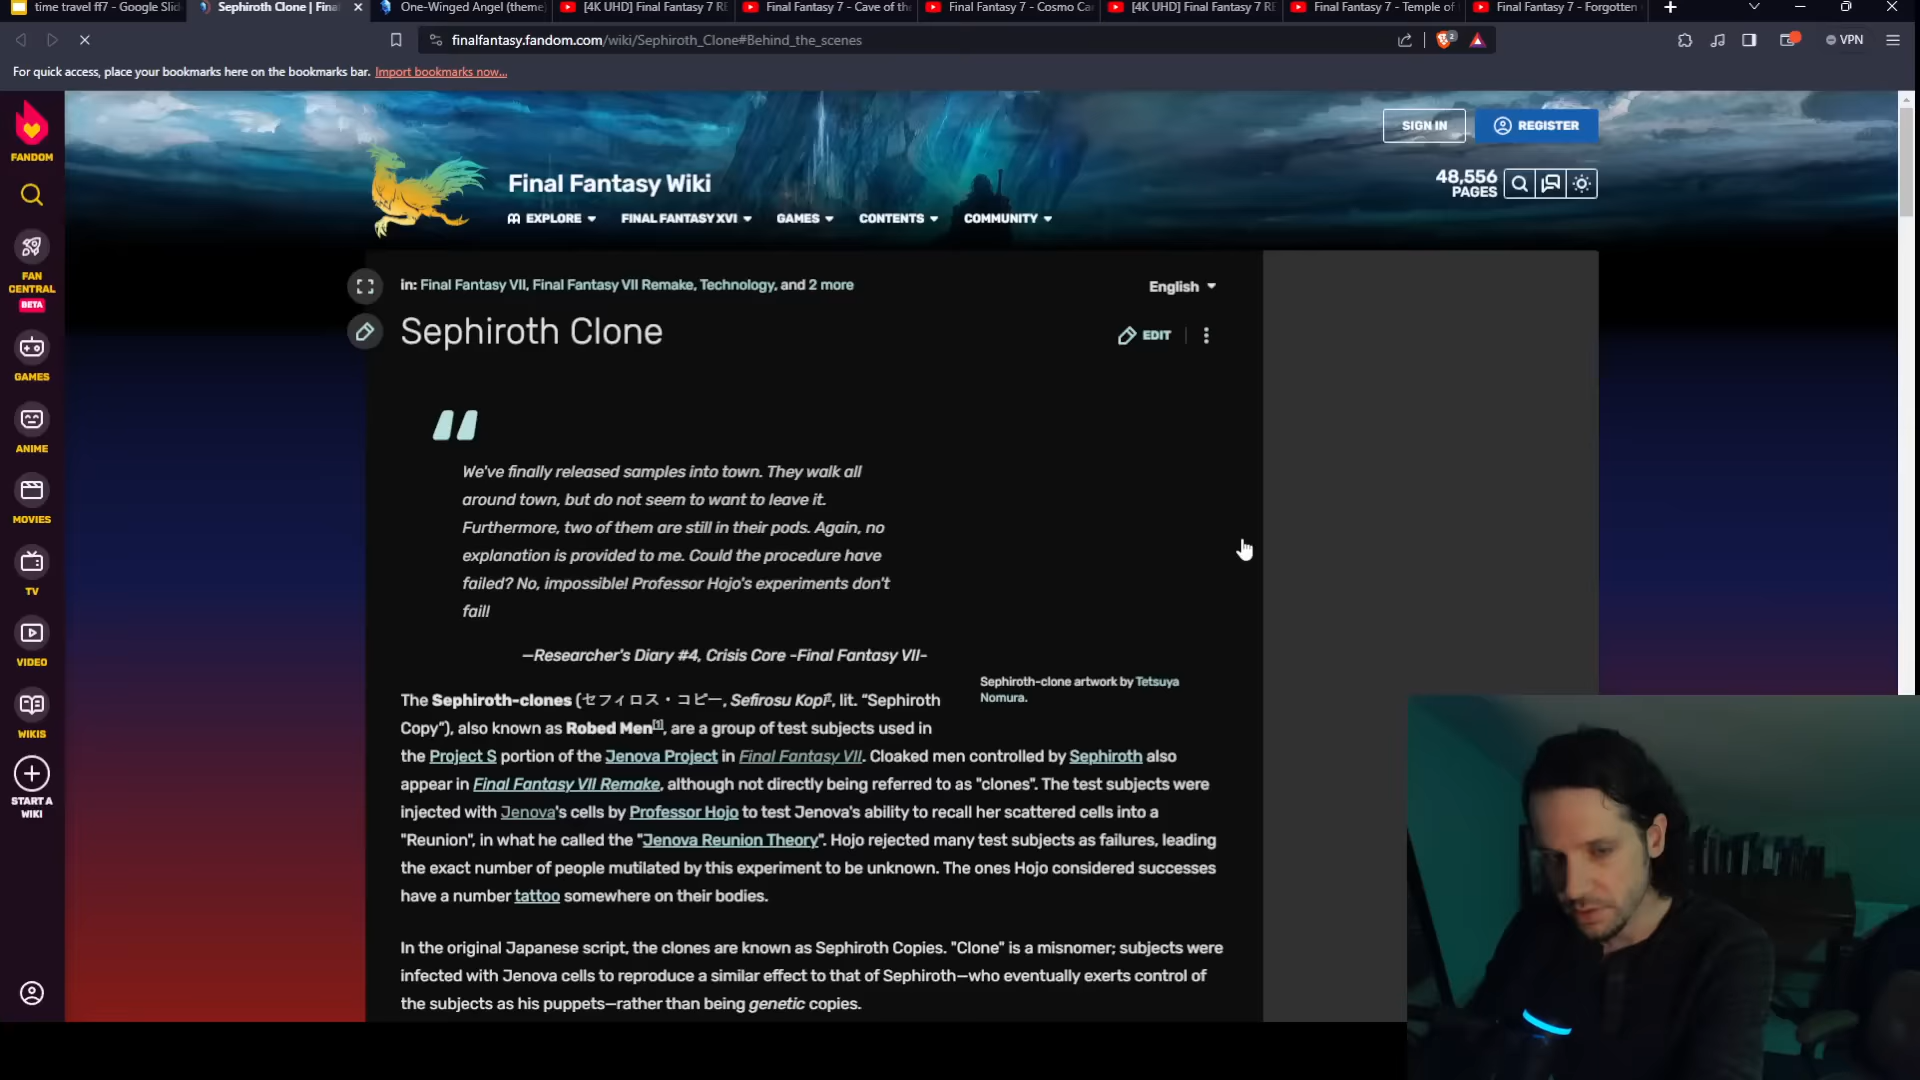 time travel ff7 - Google Slid
Sephiroth Clone | Final
One-Winged Angel (theme)
[4K UHD] Final Fantasy 7 RE
Final Fantasy 7 - Cave of the
Final Fantasy 7 - Cosmo Ca
[4K UHD] Final Fantasy 7 RE
Final Fantasy 7 - Temple of
Final Fantasy 7 - Forgotten
finalfantasy.fandom.com/wiki/Sephiroth_Clone#Behind_the_scenes
2
VPN
For quick access, place your bookmarks here on the bookmarks bar. Import bookmarks now...
FANDOM
FAN
CENTRAL
BETA
GAMES
ANIME
MOVIES
TV
VIDEO
WIKIS
START A
WIKI
SIGN IN
REGISTER
Final Fantasy Wiki
48,556
PAGES
EXPLORE
FINAL FANTASY XVI
GAMES
CONTENTS
COMMUNITY
in: Final Fantasy VII, Final Fantasy VII Remake, Technology, and 2 more
English
Sephiroth Clone
EDIT
We've finally released samples into town. They walk all
around town, but do not seem to want to leave it.
Furthermore, two of them are still in their pods. Again, no
explanation is provided to me. Could the procedure have
failed? No, impossible! Professor Hojo's experiments don't
fail!
—Researcher's Diary #4, Crisis Core -Final Fantasy VII-
Sephiroth-clone artwork by Tetsuya
Nomura.
The Sephiroth-clones (セフィロス・コピー, Sefirosu Kopī?, lit. "Sephiroth
Copy"), also known as Robed Men[1], are a group of test subjects used in
the Project S portion of the Jenova Project in Final Fantasy VII. Cloaked men controlled by Sephiroth also
appear in Final Fantasy VII Remake, although not directly being referred to as "clones". The test subjects were
injected with Jenova's cells by Professor Hojo to test Jenova's ability to recall her scattered cells into a
"Reunion", in what he called the "Jenova Reunion Theory". Hojo rejected many test subjects as failures, leading
the exact number of people mutilated by this experiment to be unknown. The ones Hojo considered successes
have a number tattoo somewhere on their bodies.
In the original Japanese script, the clones are known as Sephiroth Copies. "Clone" is a misnomer; subjects were
infected with Jenova cells to reproduce a similar effect to that of Sephiroth—who eventually exerts control of
the subjects as his puppets—rather than being genetic copies.